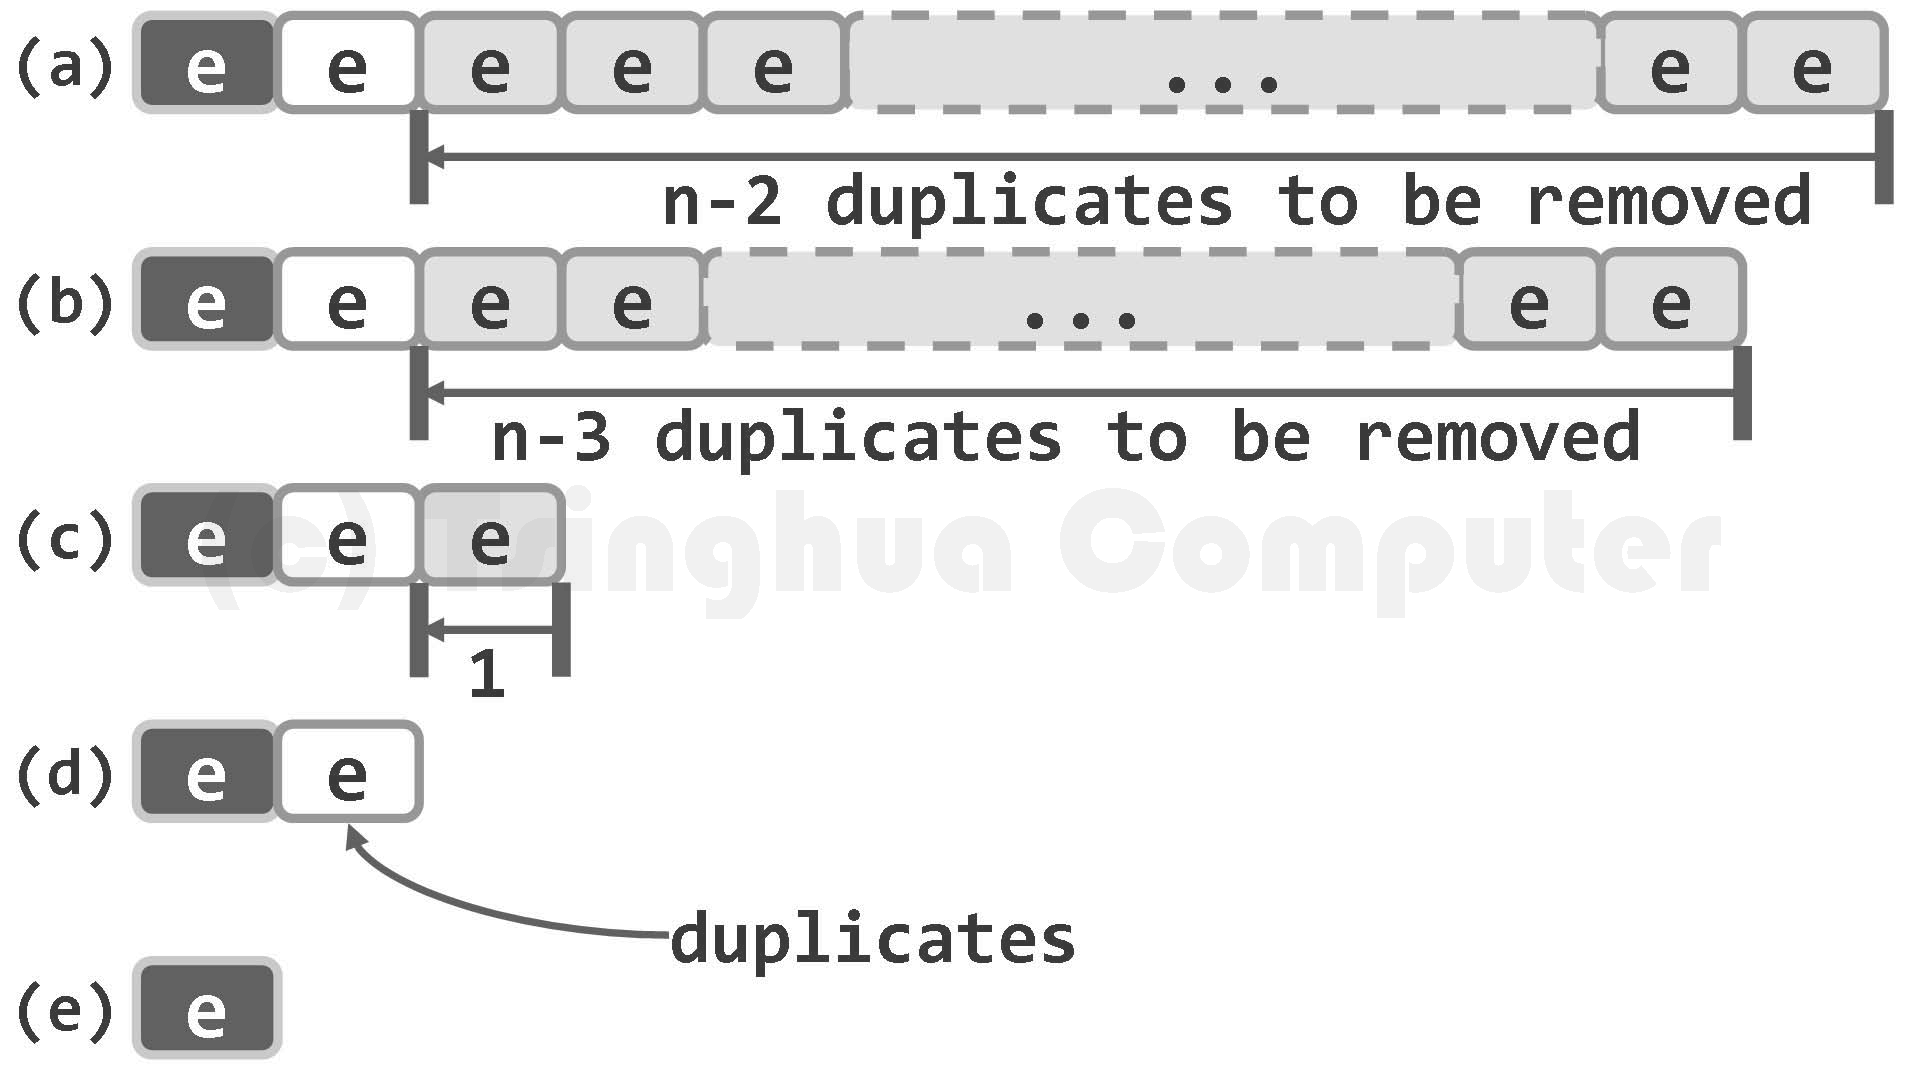 (a) e e e e e ... e e
n-2 duplicates to be removed
(b) e e e e ... e e
n-3 duplicates to be removed
(c) e e e
(c) Tsinghua Computer
1
(d) e e
duplicates
(e) e